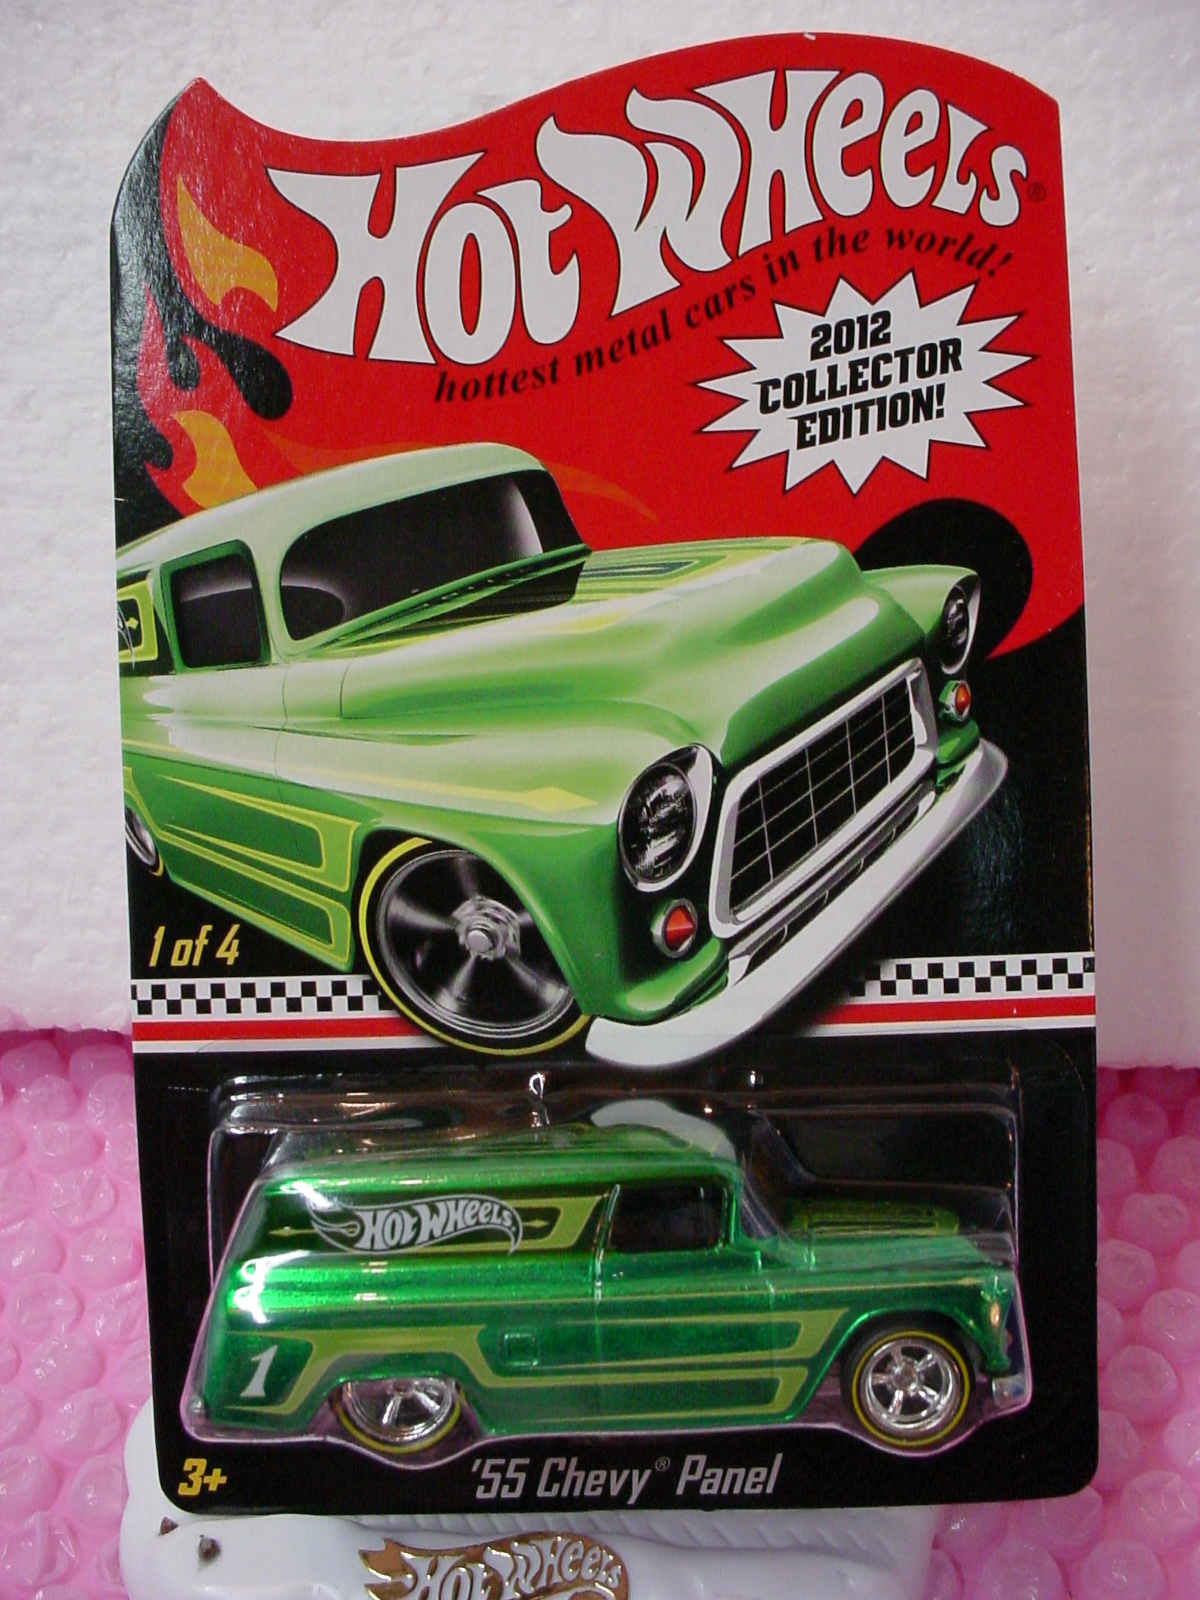 HOT WHEELS®
hottest metal cars in the world!
2012
COLLECTOR
EDITION!
1 of 4
HOT WHEELS
1
3+
'55 Chevy® Panel
HOT WHEELS